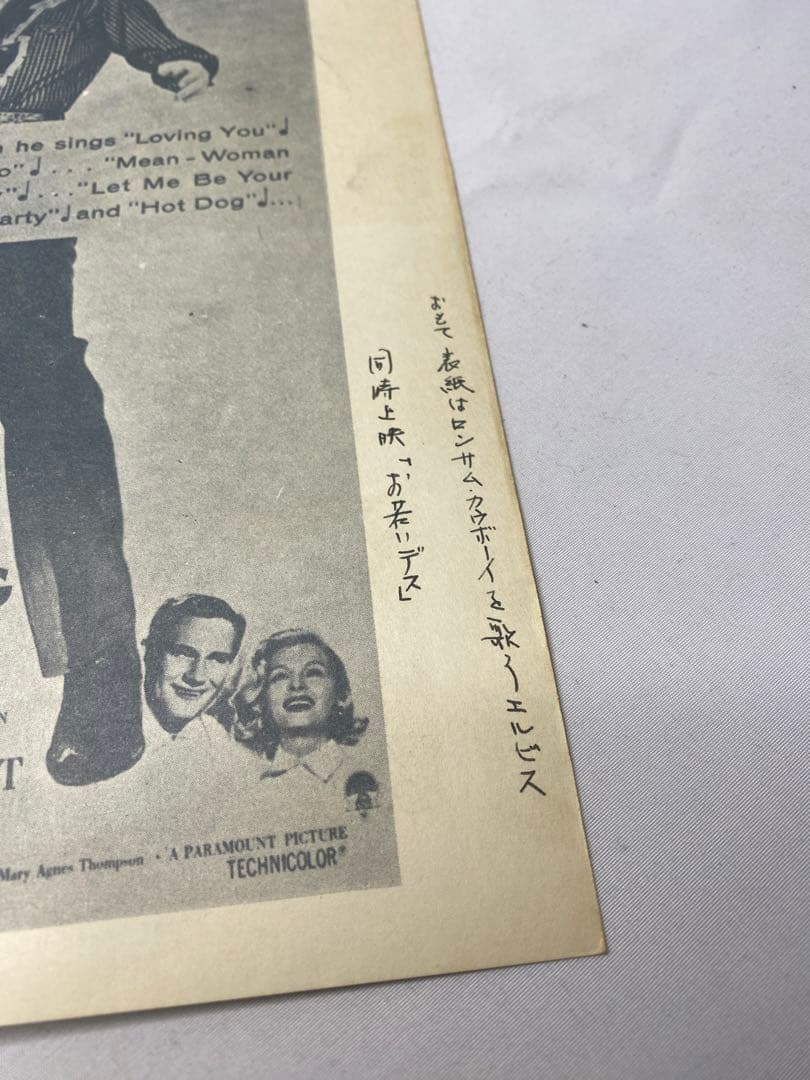 he sings "Loving You"♩
o"♩ . . . "Mean-Woman
"♩ . . ."Let Me Be Your
arty"♩ and "Hot Dog"♩...
おもて 表紙はロンサム・カウボーイを歌うエルビス
同時上映「お若いデス」
G
N
T
Mary Agnes Thompson · A PARAMOUNT PICTURE
TECHNICOLOR®